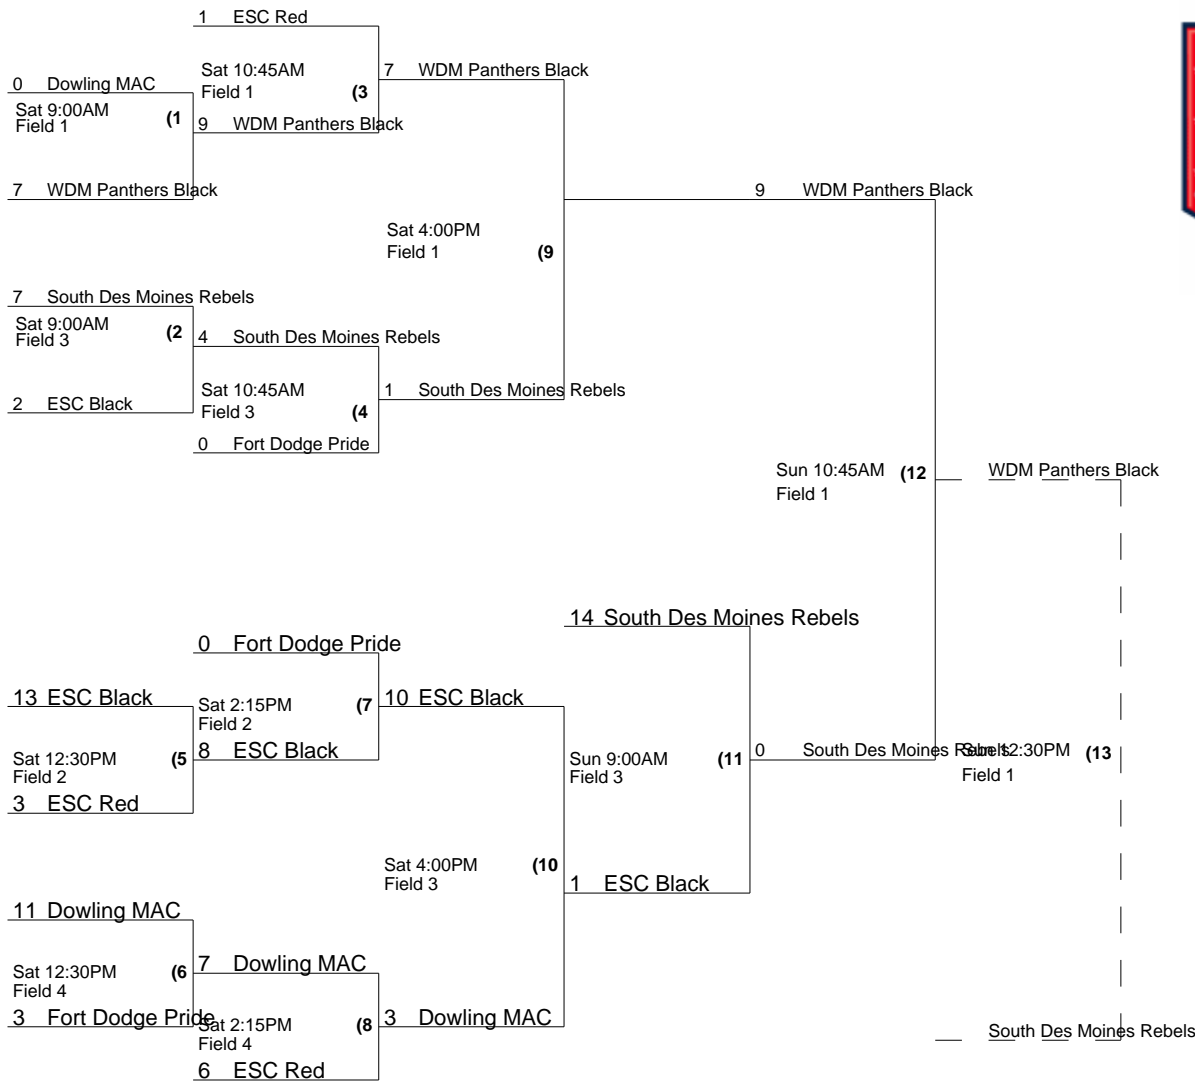 1 ESC Red
Sat 10:45AM
Field 1 (3
7 WDM Panthers Black
0 Dowling MAC
Sat 9:00AM
Field 1 (1
9 WDM Panthers Black
7 WDM Panthers Black
9 WDM Panthers Black
Sat 4:00PM
Field 1 (9
7 South Des Moines Rebels
Sat 9:00AM
Field 3 (2
4 South Des Moines Rebels
2 ESC Black
Sat 10:45AM
Field 3 (4
1 South Des Moines Rebels
0 Fort Dodge Pride
Sun 10:45AM (12
Field 1
WDM Panthers Black
14 South Des Moines Rebels
0 Fort Dodge Pride
13 ESC Black
Sat 2:15PM (7
Field 2
10 ESC Black
Sat 12:30PM (5
Field 2
8 ESC Black
3 ESC Red
Sun 9:00AM (11
Field 3
0 South Des Moines Rebels
Sun 12:30PM (13
Field 1
Sat 4:00PM (10
Field 3
1 ESC Black
11 Dowling MAC
Sat 12:30PM (6
Field 4
7 Dowling MAC
3 Fort Dodge Pride
Sat 2:15PM (8
Field 4
3 Dowling MAC
6 ESC Red
South Des Moines Rebels